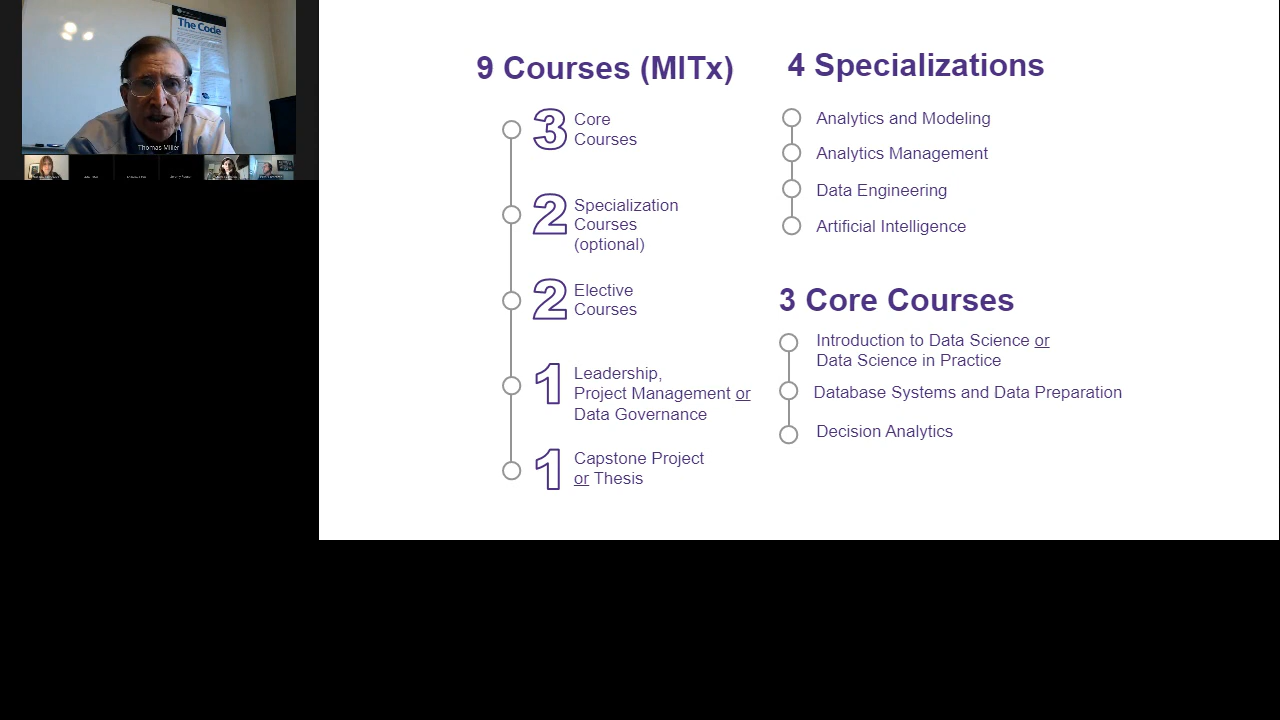 The Code
Thomas Miller
9 Courses (MITx)
3
Core
Courses
2
Specialization
Courses
(optional)
2
Elective
Courses
1
Leadership,
Project Management or
Data Governance
1
Capstone Project
or Thesis
4 Specializations
Analytics and Modeling
Analytics Management
Data Engineering
Artificial Intelligence
3 Core Courses
Introduction to Data Science or
Data Science in Practice
Database Systems and Data Preparation
Decision Analytics